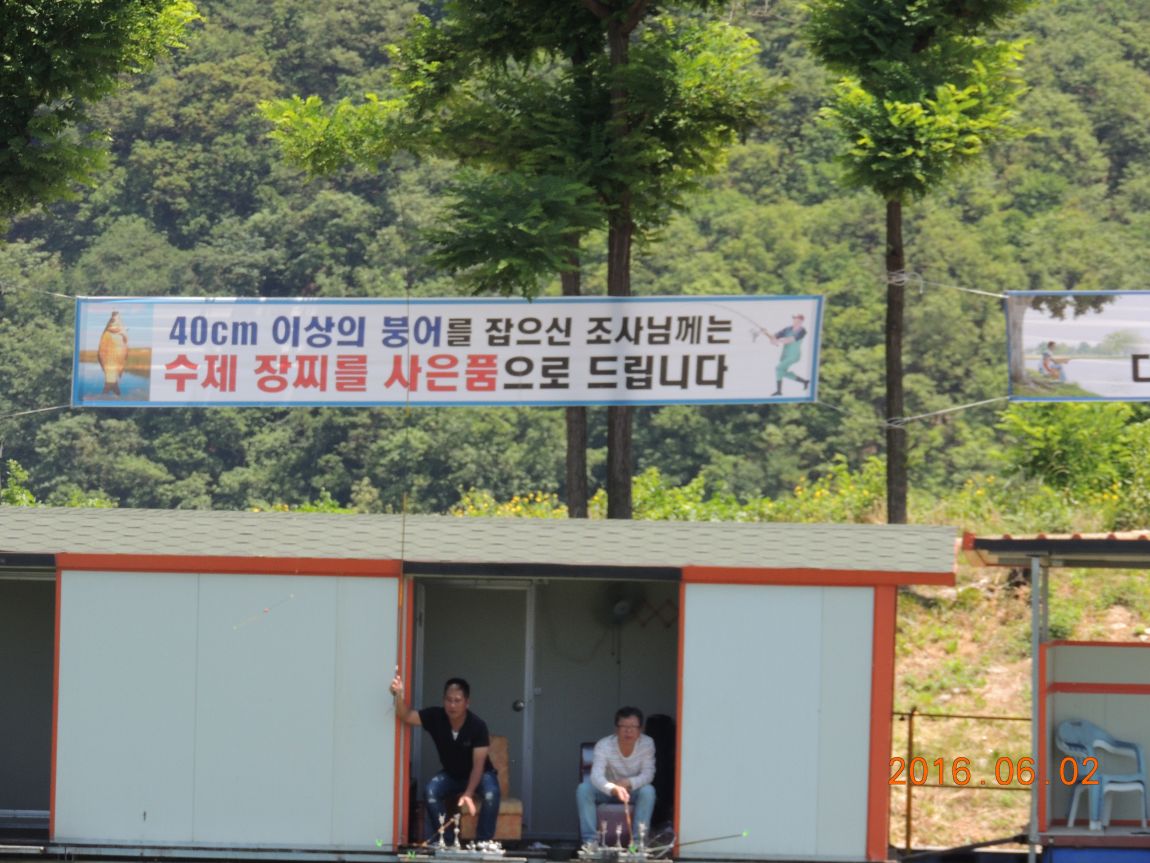 40cm 이상의 붕어를 잡으신 조사님께는
수제 장찌를 사은품으로 드립니다
2016.06.02